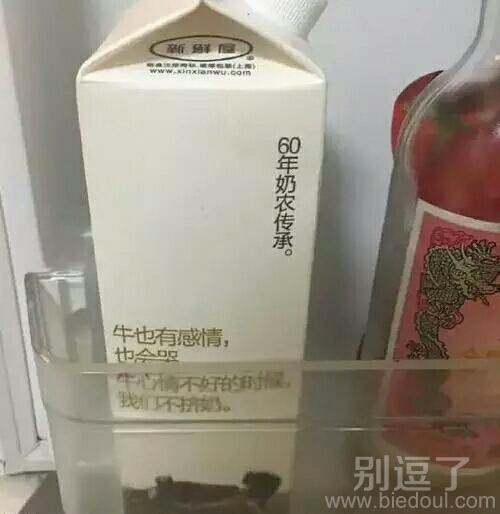 新鲜屋®
www.xinxianwu.com
60年奶农传承。
牛也有感情,
也会哭
牛心情不好的时候,
我们不挤奶。
别逗了
www.biedoul.com